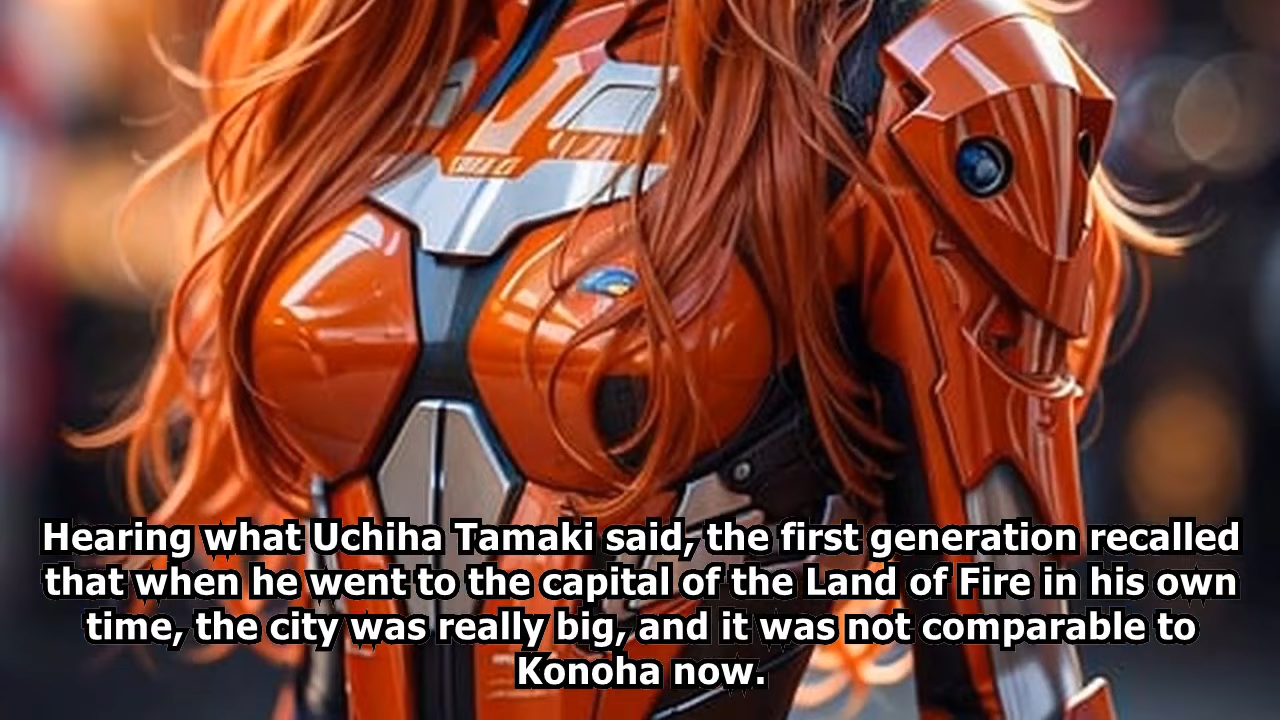 Hearing what Uchiha Tamaki said, the first generation recalled
that when he went to the capital of the Land of Fire in his own
time, the city was really big, and it was not comparable to
Konoha now.